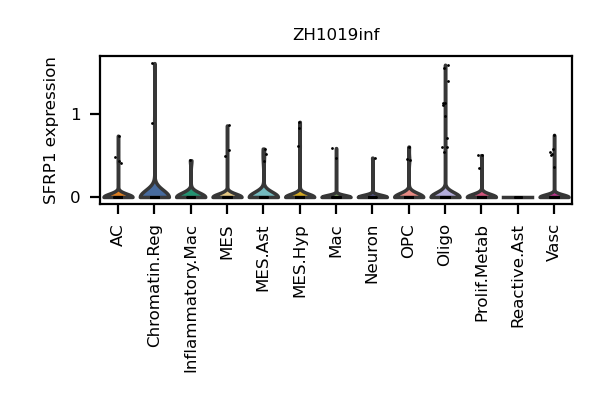 ZH1019inf
SFRP1 expression
1
0
AC
Chromatin.Reg
Inflammatory.Mac
MES
MES.Ast
MES.Hyp
Mac
Neuron
OPC
Oligo
Prolif.Metab
Reactive.Ast
Vasc